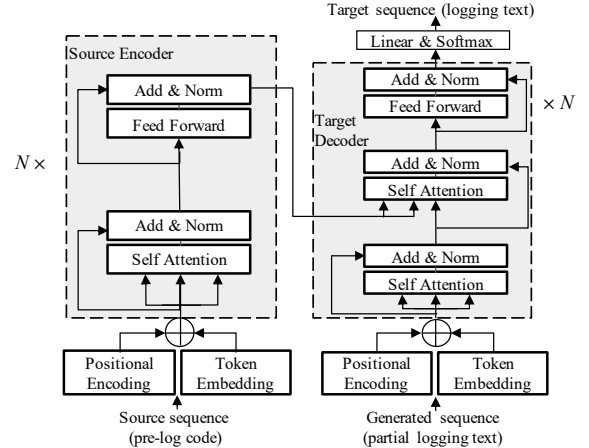 Target sequence (logging text)
Linear & Softmax
Source Encoder
Add & Norm
Feed Forward
N ×
Add & Norm
Self Attention
Positional
Encoding
Token
Embedding
Source sequence
(pre-log code)
Target
Decoder
Add & Norm
Feed Forward
× N
Add & Norm
Self Attention
Add & Norm
Self Attention
Positional
Encoding
Token
Embedding
Generated sequence
(partial logging text)